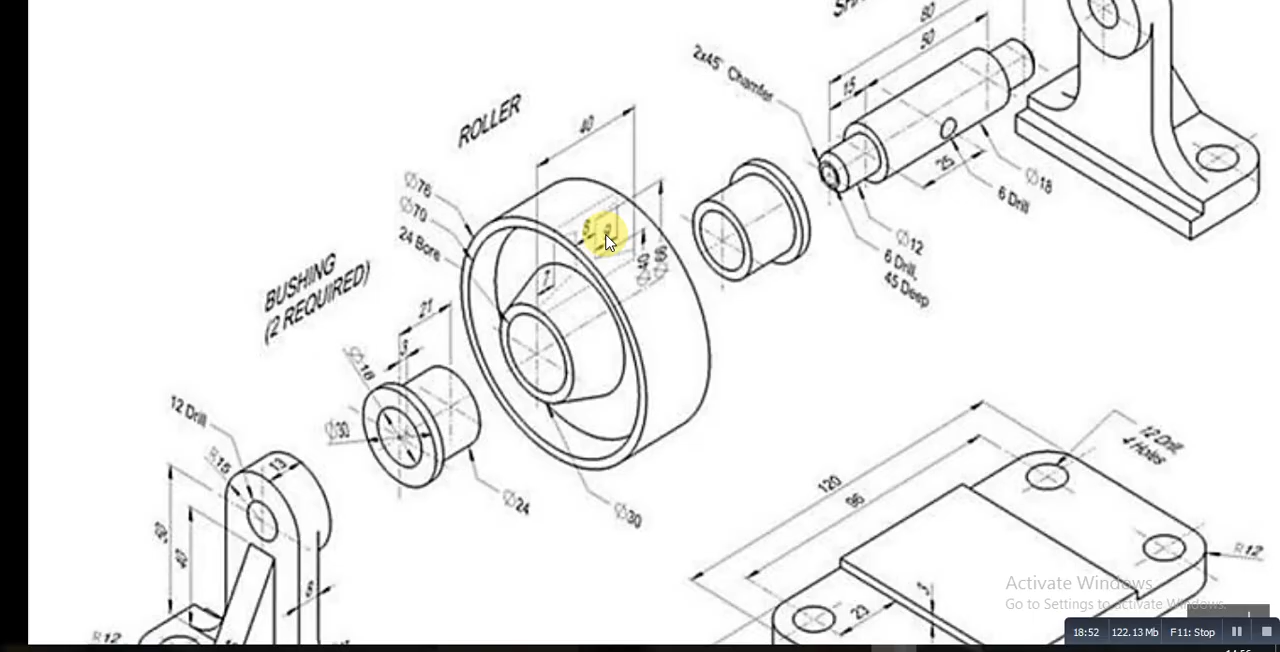 80
50
2x45° Chamfer
15
ROLLER
40
25
Ø18
6 Drill
Ø76
Ø70
24 Bore
7
Ø12
6 Drill,
45 Deep
BUSHING
(2 REQUIRED)
21
3
Ø18
Ø30
12 Drill
R15
13
Ø24
Ø30
120
96
12 Drill,
4 Holes
R12
8
23
3
R12
Activate Windows
Go to Settings to activate Windows.
18:52
122.13 Mb
F11: Stop